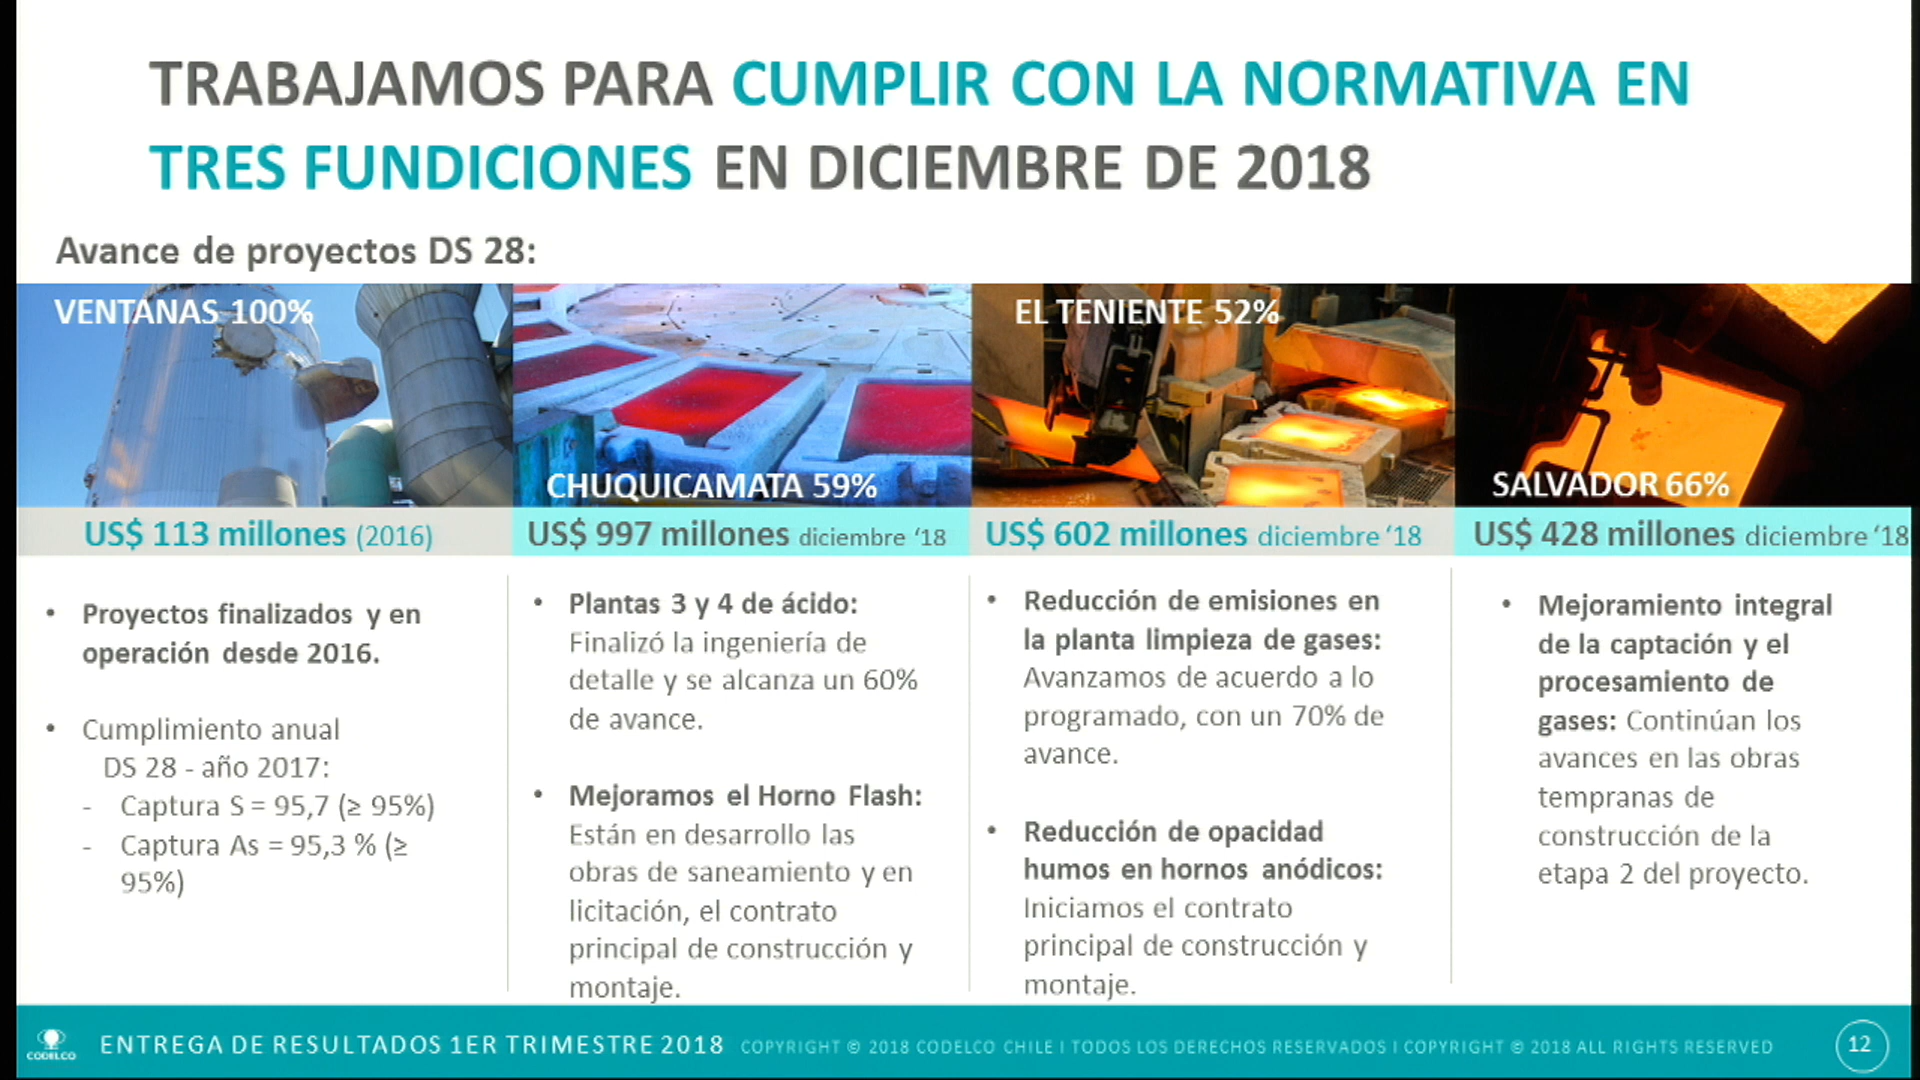 TRABAJAMOS PARA CUMPLIR CON LA NORMATIVA EN
TRES FUNDICIONES EN DICIEMBRE DE 2018
Avance de proyectos DS 28:
VENTANAS 100%
US$ 113 millones (2016)
• Proyectos finalizados y en
operación desde 2016.
• Cumplimiento anual
DS 28 - año 2017:
- Captura S = 95,7 (≥ 95%)
- Captura As = 95,3 % (≥
95%)
CHUQUICAMATA 59%
US$ 997 millones diciembre ‘18
• Plantas 3 y 4 de ácido:
Finalizó la ingeniería de
detalle y se alcanza un 60%
de avance.
• Mejoramos el Horno Flash:
Están en desarrollo las
obras de saneamiento y en
licitación, el contrato
principal de construcción y
montaje.
EL TENIENTE 52%
US$ 602 millones diciembre ‘18
• Reducción de emisiones en
la planta limpieza de gases:
Avanzamos de acuerdo a lo
programado, con un 70% de
avance.
• Reducción de opacidad
humos en hornos anódicos:
Iniciamos el contrato
principal de construcción y
montaje.
SALVADOR 66%
US$ 428 millones diciembre ‘18
• Mejoramiento integral
de la captación y el
procesamiento de
gases: Continúan los
avances en las obras
tempranas de
construcción de la
etapa 2 del proyecto.
CODELCO
ENTREGA DE RESULTADOS 1ER TRIMESTRE 2018 COPYRIGHT © 2018 CODELCO CHILE I TODOS LOS DERECHOS RESERVADOS I COPYRIGHT © 2018 ALL RIGHTS RESERVED
12